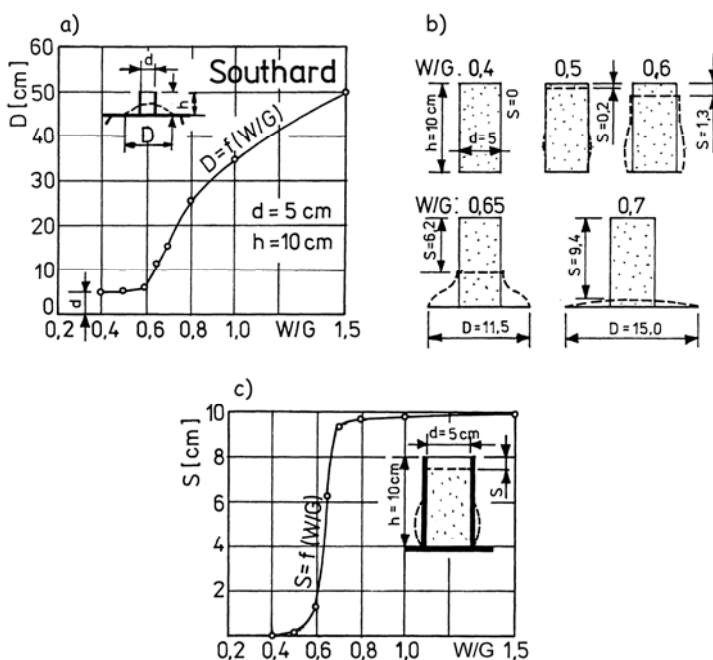 a)
D [cm]
60
50
40
30
20
10
0
d
Southard
d
h
D
D=f(W/G)
d = 5 cm
h = 10 cm
0,2 0,4 0,6 0,8 1,0 W/G 1,5
b)
W/G: 0,4 0,5 0,6
h=10cm
d=5
S=0
S=0,2
S=1,3
W/G: 0,65 0,7
S=6,2
S=9,4
D=11,5
D=15,0
c)
S [cm]
10
8
6
4
2
S=f(W/G)
d=5cm
h=10cm
S
0,2 0,4 0,6 0,8 1,0 W/G 1,5